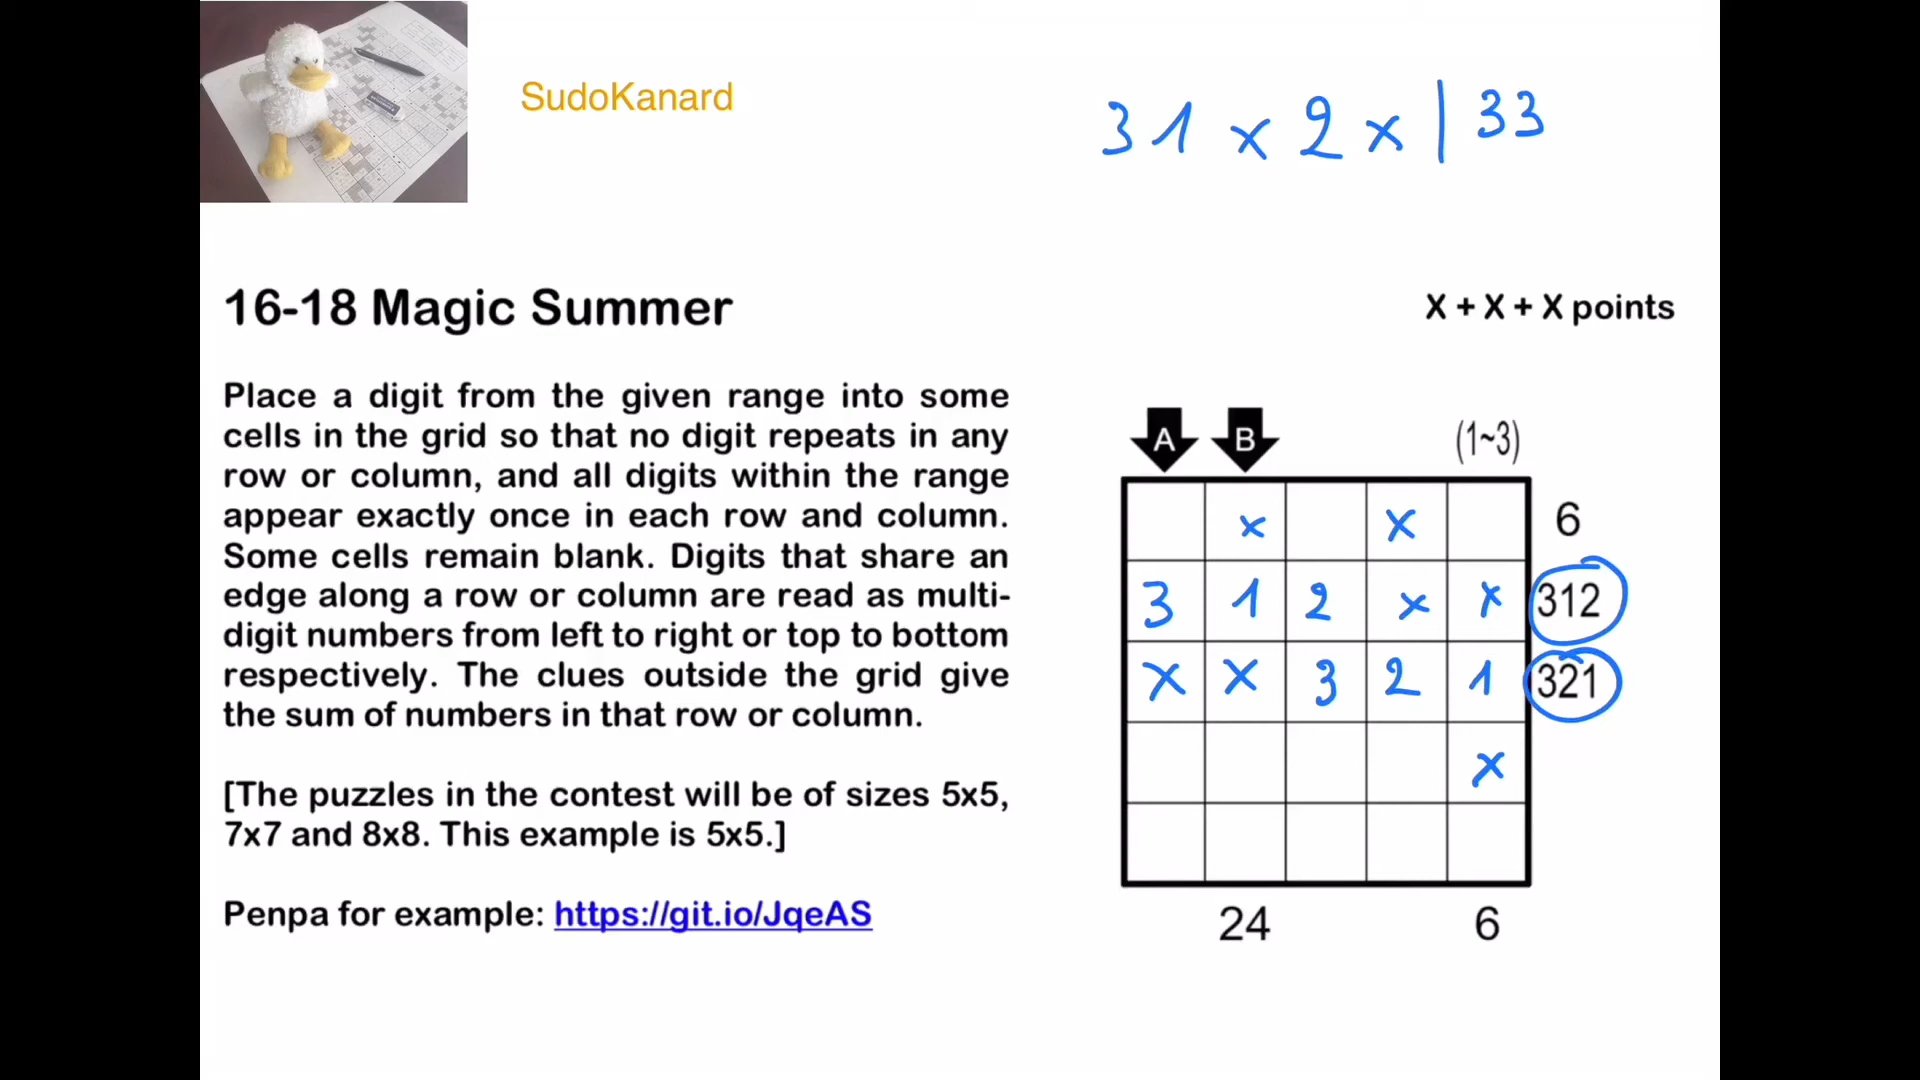 SudoKanard
31 x 2 x | 33
16-18 Magic Summer
X + X + X points
Place a digit from the given range into some
cells in the grid so that no digit repeats in any
row or column, and all digits within the range
appear exactly once in each row and column.
Some cells remain blank. Digits that share an
edge along a row or column are read as multi-
digit numbers from left to right or top to bottom
respectively. The clues outside the grid give
the sum of numbers in that row or column.
[The puzzles in the contest will be of sizes 5x5,
7x7 and 8x8. This example is 5x5.]
Penpa for example: https://git.io/JqeAS
A B (1~3)
x x 6
3 1 2 x x 312
x x 3 2 1 321
x
24 6